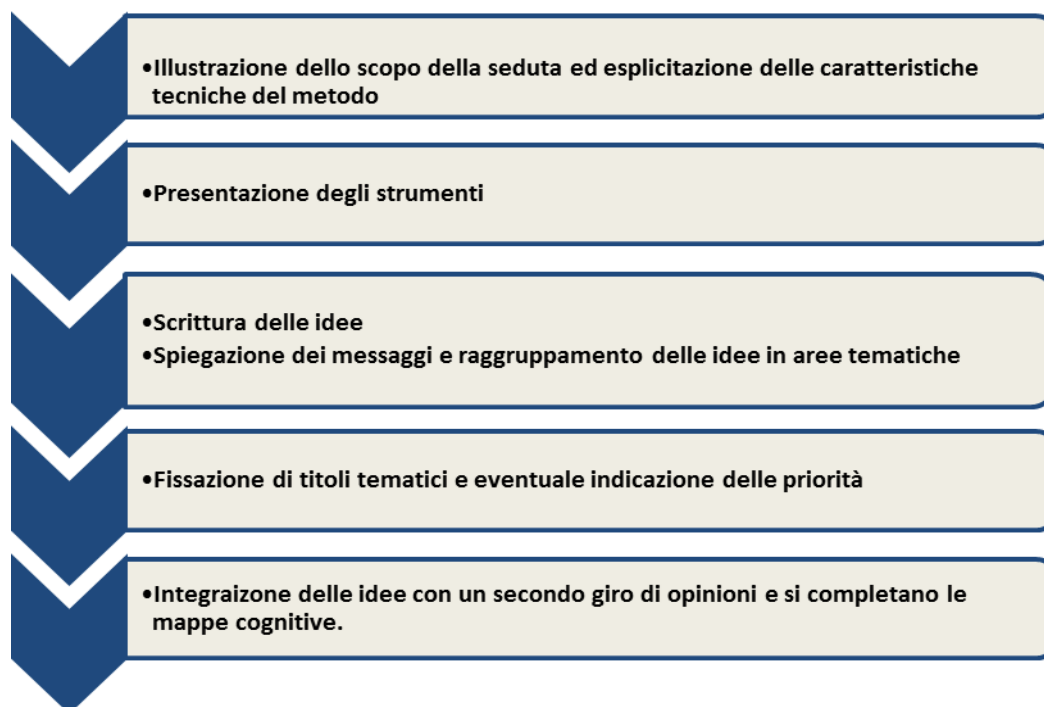 •Illustrazione dello scopo della seduta ed esplicitazione delle caratteristiche
tecniche del metodo
•Presentazione degli strumenti
•Scrittura delle idee
•Spiegazione dei messaggi e raggruppamento delle idee in aree tematiche
•Fissazione di titoli tematici e eventuale indicazione delle priorità
•Integraizone delle idee con un secondo giro di opinioni e si completano le
mappe cognitive.